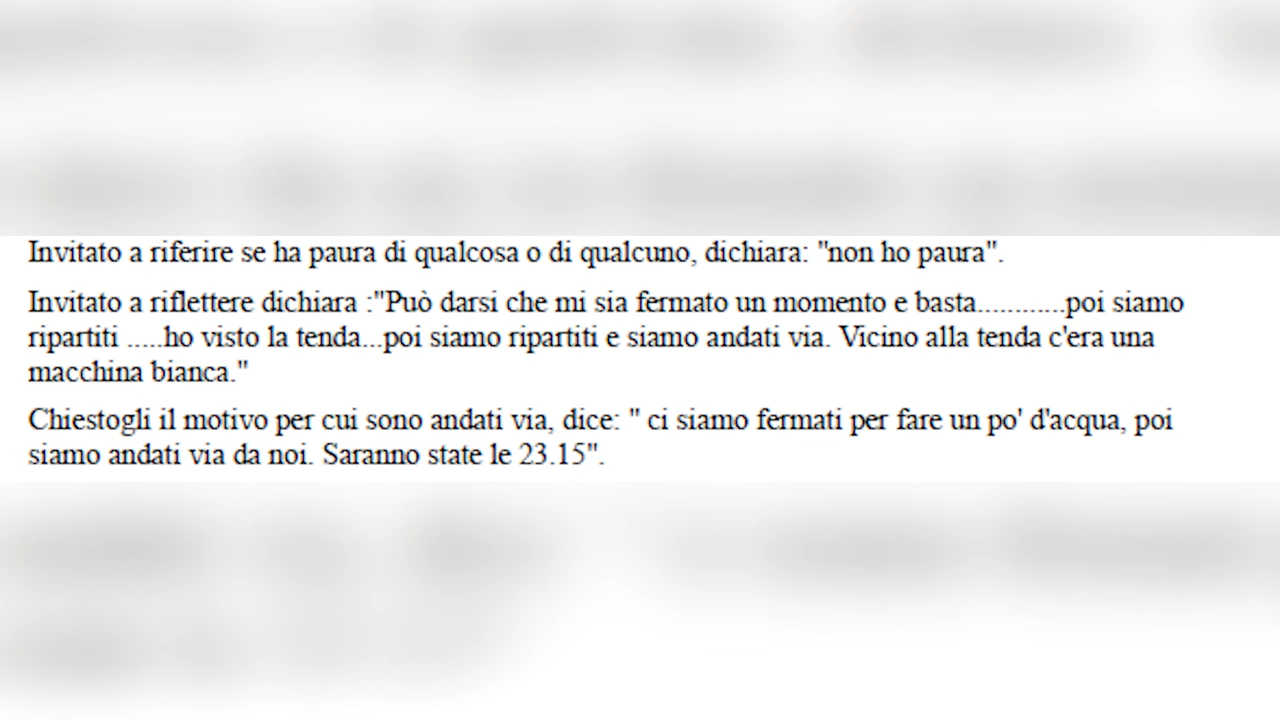 Invitato a riferire se ha paura di qualcosa o di qualcuno, dichiara: "non ho paura".
Invitato a riflettere dichiara :"Può darsi che mi sia fermato un momento e basta............poi siamo
ripartiti .....ho visto la tenda...poi siamo ripartiti e siamo andati via. Vicino alla tenda c'era una
macchina bianca."
Chiestogli il motivo per cui sono andati via, dice: " ci siamo fermati per fare un po' d'acqua, poi
siamo andati via da noi. Saranno state le 23.15".